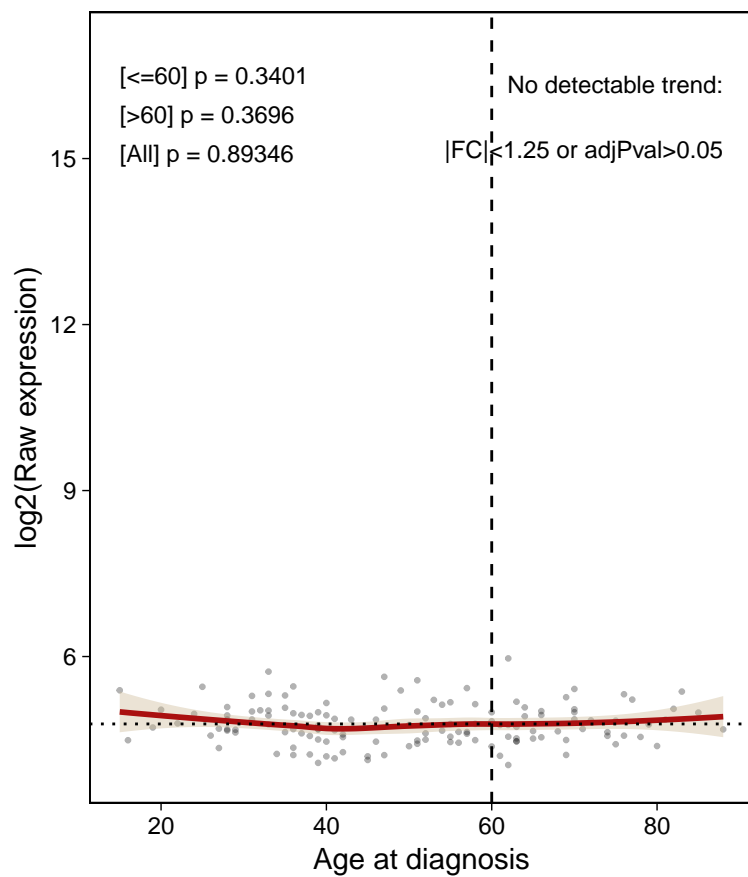 [<=60] p = 0.3401
[>60] p = 0.3696
[All] p = 0.89346
No detectable trend:
|FC|<1.25 or adjPval>0.05
log2(Raw expression)
15
12
9
6
20
40
60
80
Age at diagnosis